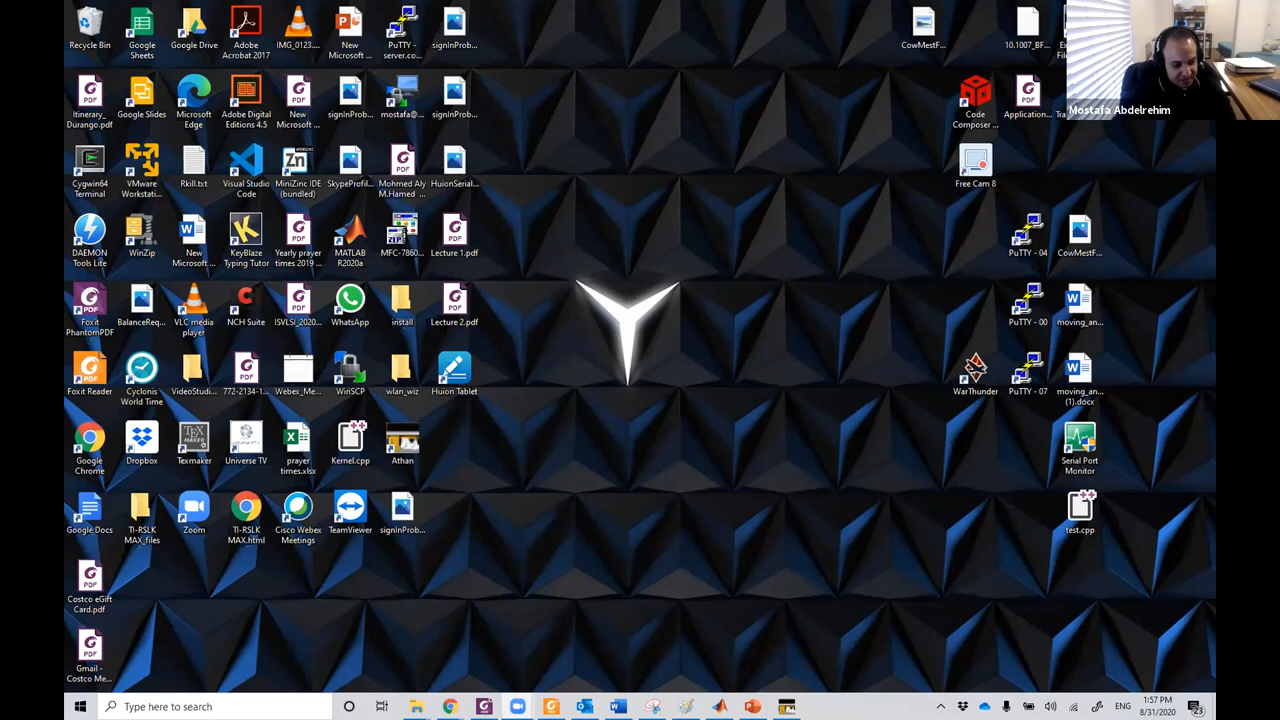 Recycle Bin
Google Sheets
Google Drive
Adobe Acrobat 2017
IMG_0123....
New Microsoft ...
PuTTY - server.co...
signInProb...
CowMestF...
10.1007_BF...
Mostafa Abdelrehim
Itinerary_Durango.pdf
Google Slides
Microsoft Edge
Adobe Digital Editions 4.5
New Microsoft ...
signInProb...
mostafa@...
signInProb...
Code Composer ...
Application...
Cygwin64 Terminal
VMware Workstati...
Rkill.txt
Visual Studio Code
MiniZinc IDE (bundled)
SkypeProfil...
Mohmed Aly M.Hamed ...
HuionSerial...
Free Cam 8
DAEMON Tools Lite
WinZip
New Microsoft ...
KeyBlaze Typing Tutor
Yearly prayer times 2019 ...
MATLAB R2020a
MFC-7860...
Lecture 1.pdf
PuTTY - 04
CowMestF...
Foxit PhantomPDF
BalanceReq...
VLC media player
NCH Suite
ISVLSI_2020...
WhatsApp
install
Lecture 2.pdf
PuTTY - 00
moving_an...
Foxit Reader
Cyclonis World Time
VideoStudi...
772-2134-1...
Webex_Me...
WinSCP
wlan_wiz
Huion Tablet
WarThunder
PuTTY - 07
moving_an... (1).docx
Google Chrome
Dropbox
Texmaker
Universe TV
prayer times.xlsx
Kernel.cpp
Athan
Serial Port Monitor
Google Docs
TI-RSLK MAX_files
Zoom
TI-RSLK MAX.html
Cisco Webex Meetings
TeamViewer
signInProb...
test.cpp
Costco eGift Card.pdf
Gmail - Costco Me...
Type here to search
ENG
1:57 PM
8/31/2020
23